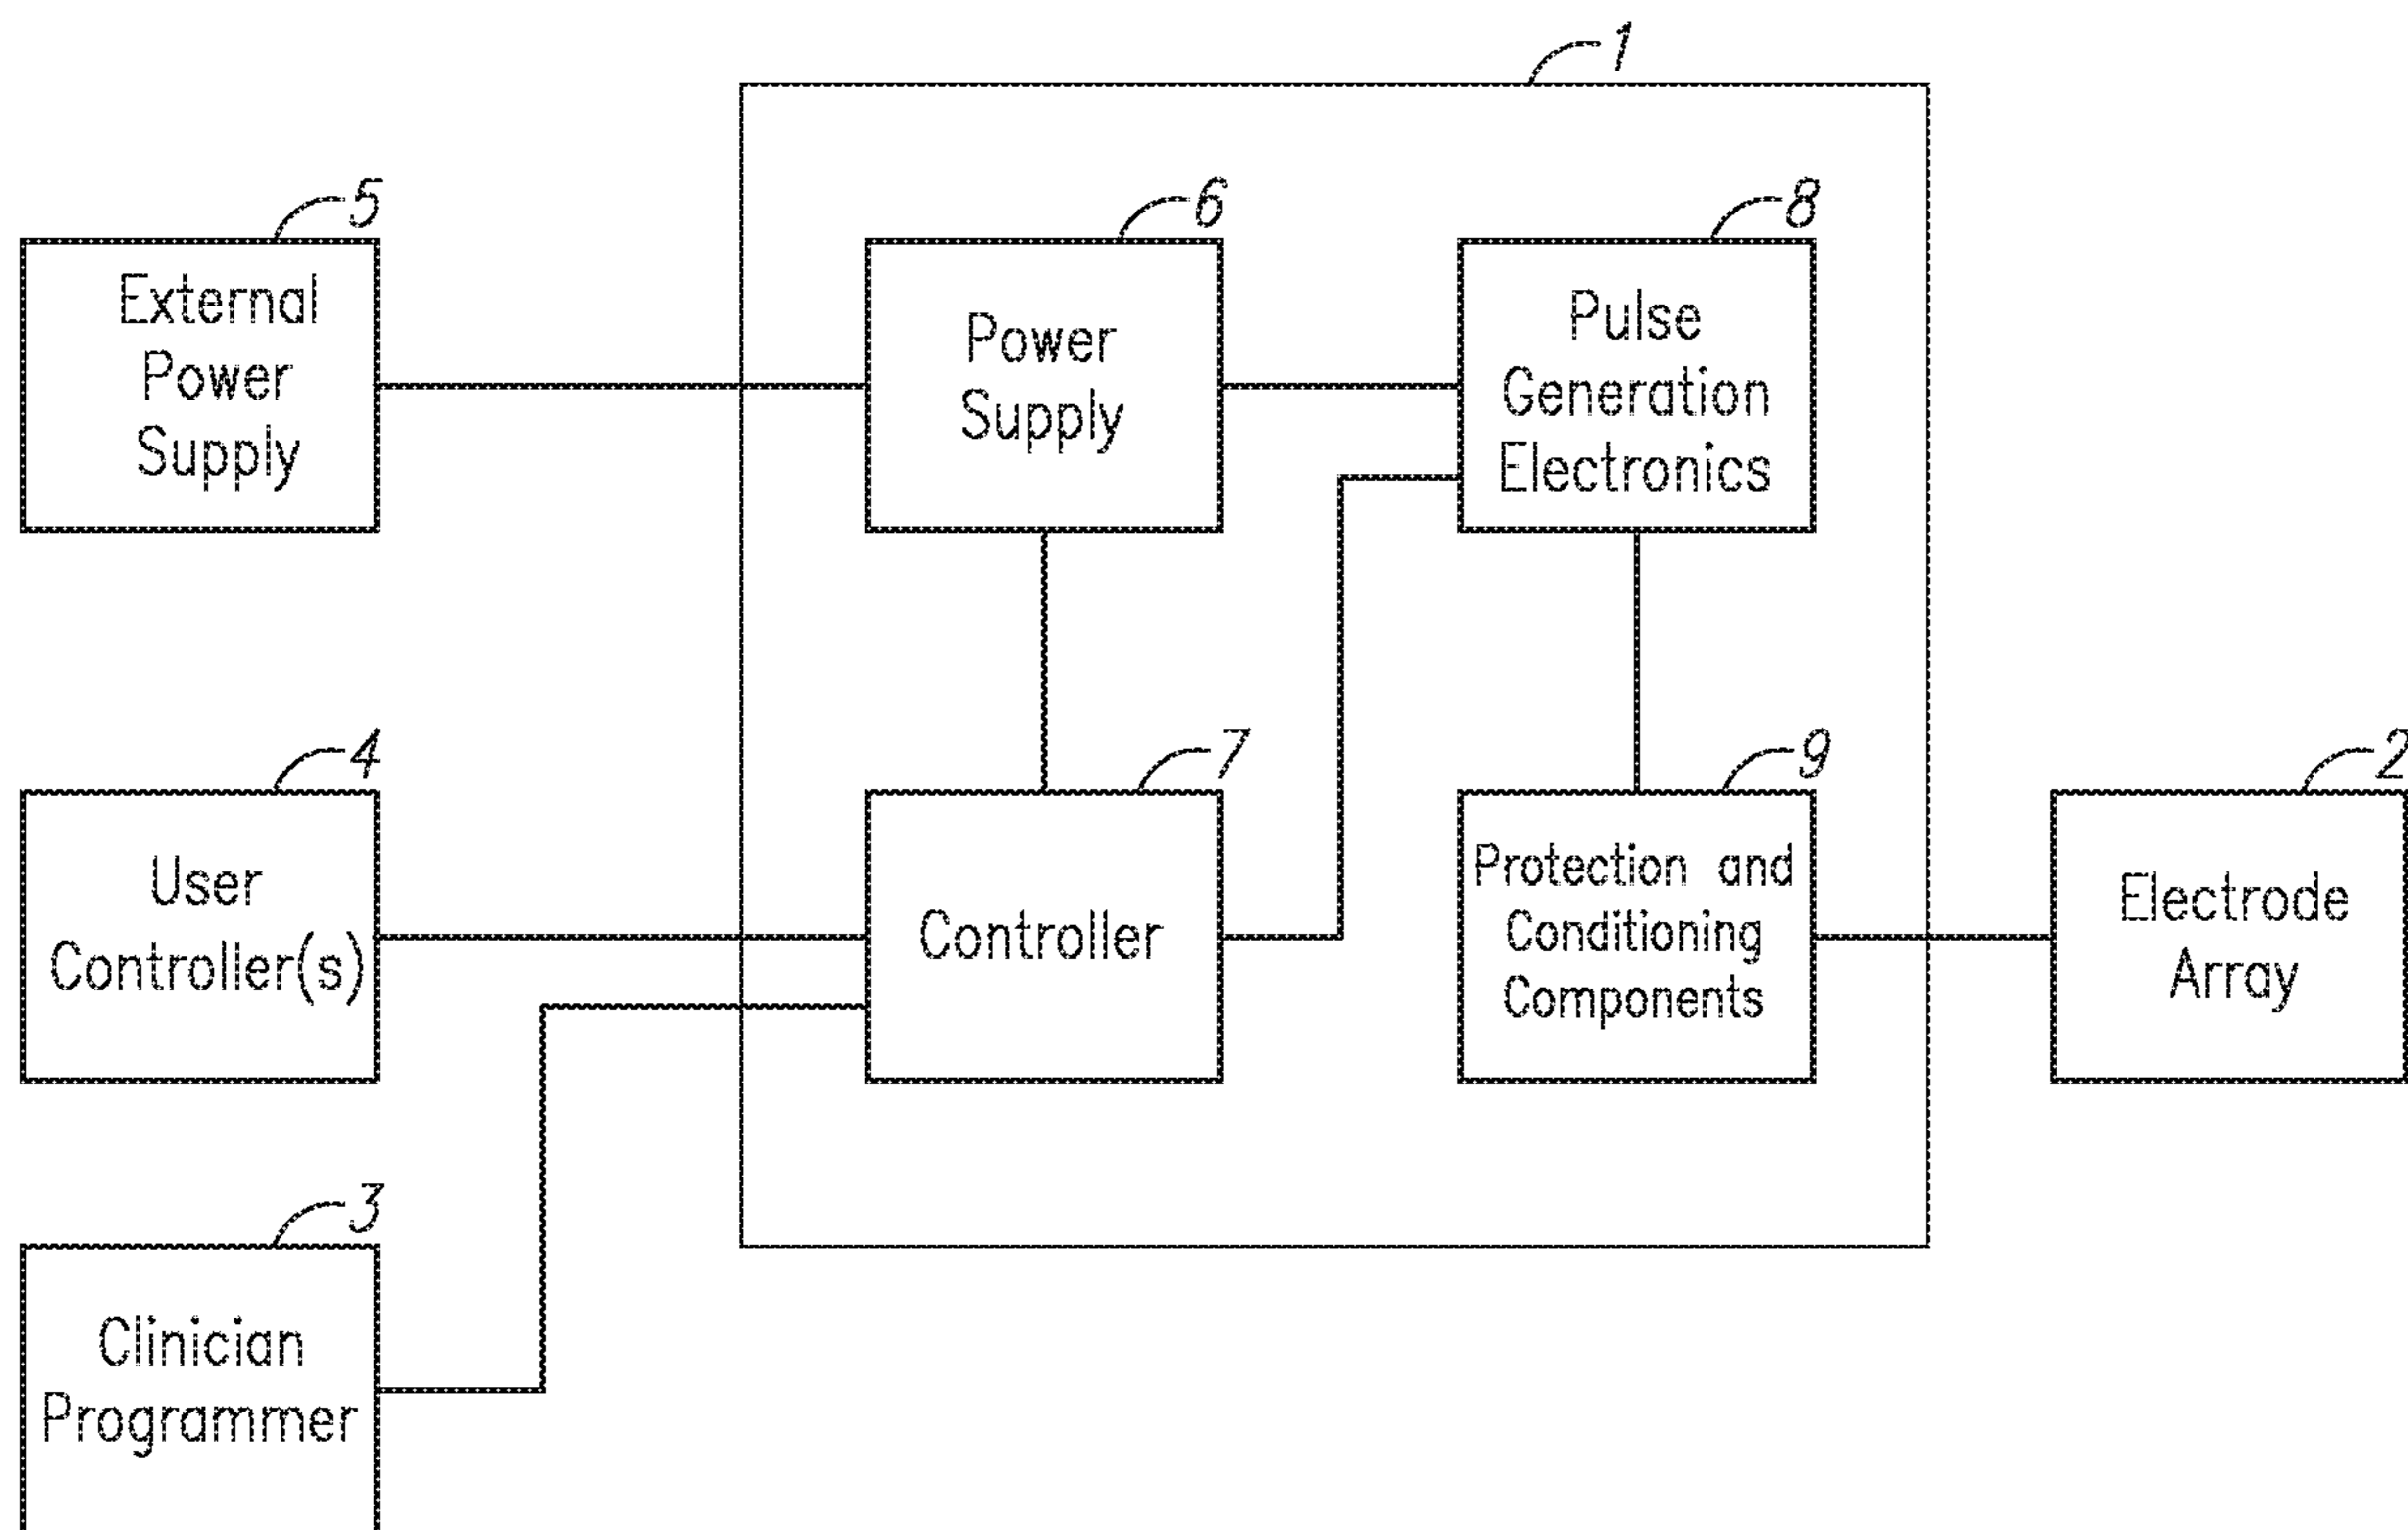 1
5
External
Power
Supply
6
Power
Supply
8
Pulse
Generation
Electronics
4
User
Controller(s)
7
Controller
9
Protection and
Conditioning
Components
2
Electrode
Array
3
Clinician
Programmer